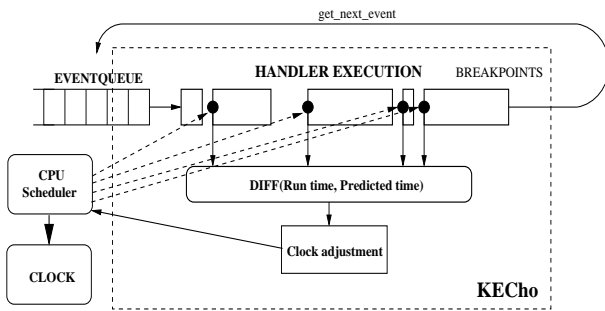 get_next_event
EVENTQUEUE
HANDLER EXECUTION
BREAKPOINTS
CPU
Scheduler
DIFF(Run time, Predicted time)
Clock adjustment
CLOCK
KECho